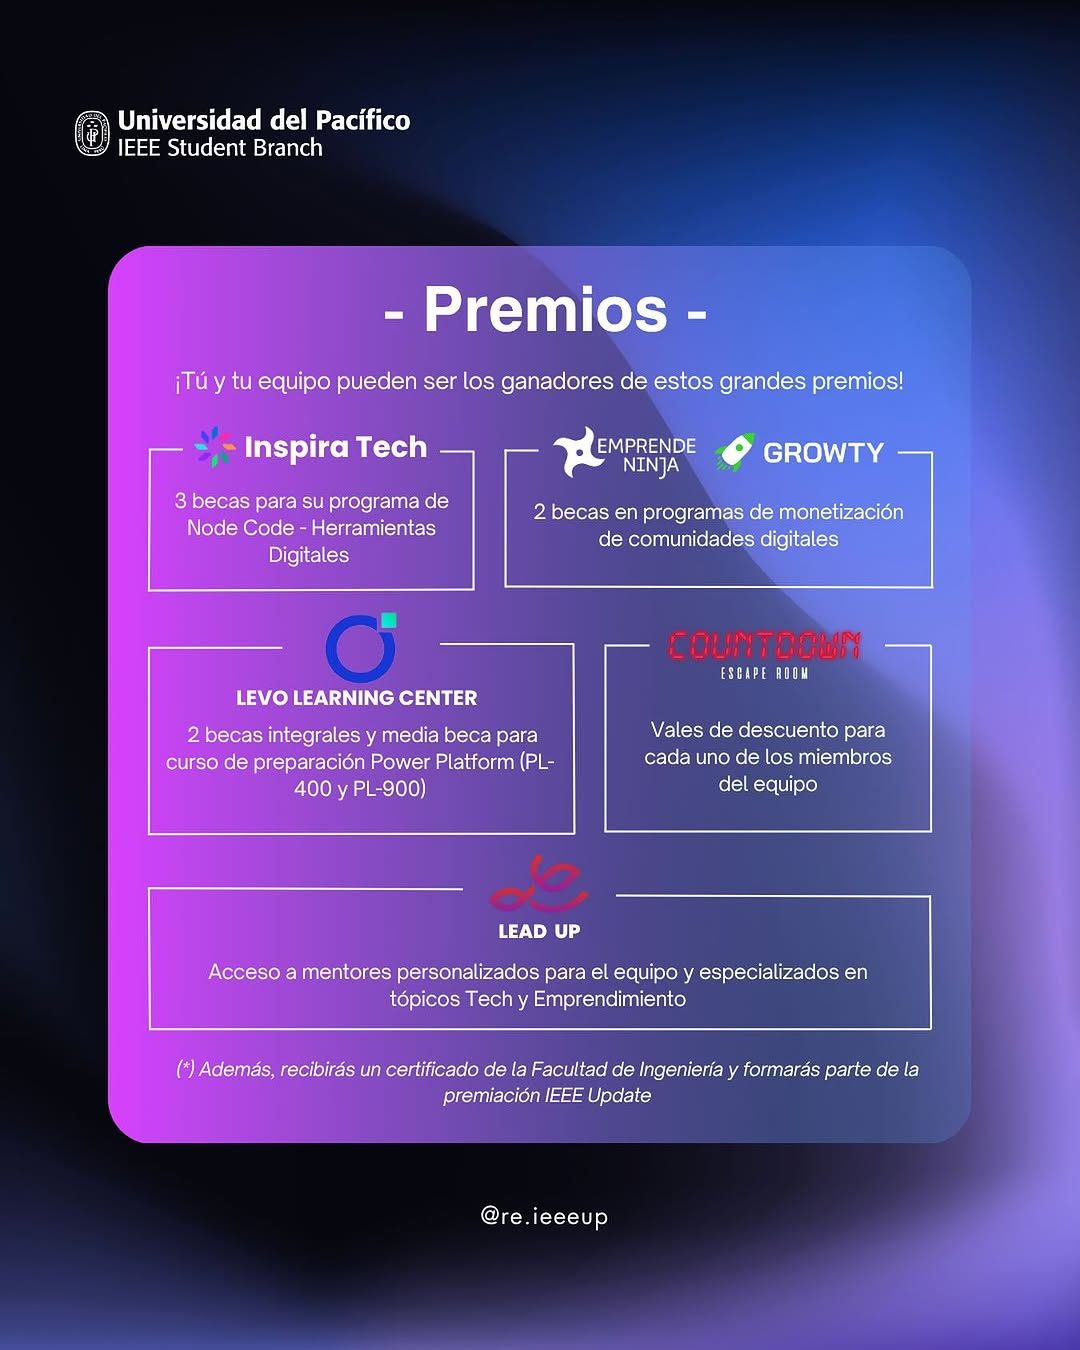 Universidad del Pacífico
IEEE Student Branch
- Premios -
¡Tú y tu equipo pueden ser los ganadores de estos grandes premios!
Inspira Tech
3 becas para su programa de
Node Code - Herramientas
Digitales
EMPRENDE
NINJA
GROWTY
2 becas en programas de monetización
de comunidades digitales
LEVO LEARNING CENTER
2 becas integrales y media beca para
curso de preparación Power Platform (PL-
400 y PL-900)
COUNTDOWN
ESCAPE ROOM
Vales de descuento para
cada uno de los miembros
del equipo
LEAD UP
Acceso a mentores personalizados para el equipo y especializados en
tópicos Tech y Emprendimiento
(*) Además, recibirás un certificado de la Facultad de Ingeniería y formarás parte de la
premiación IEEE Update
@re.ieeeup